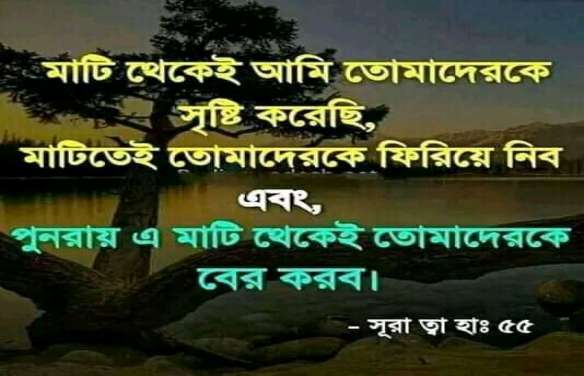 মাটি থেকেই আমি তোমাদেরকে
সৃষ্টি করেছি,
মাটিতেই তোমাদেরকে ফিরিয়ে নিব
এবং,
পুনরায় এ মাটি থেকেই তোমাদেরকে
বের করব।
– সূরা ত্বা হাঃ ৫৫